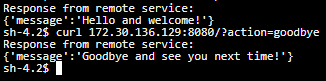 Response from remote service:
{'message':'Hello and welcome!'}
sh-4.2$ curl 172.30.136.129:8080/?action=goodbye
Response from remote service:
{'message':'Goodbye and see you next time!'}
sh-4.2$